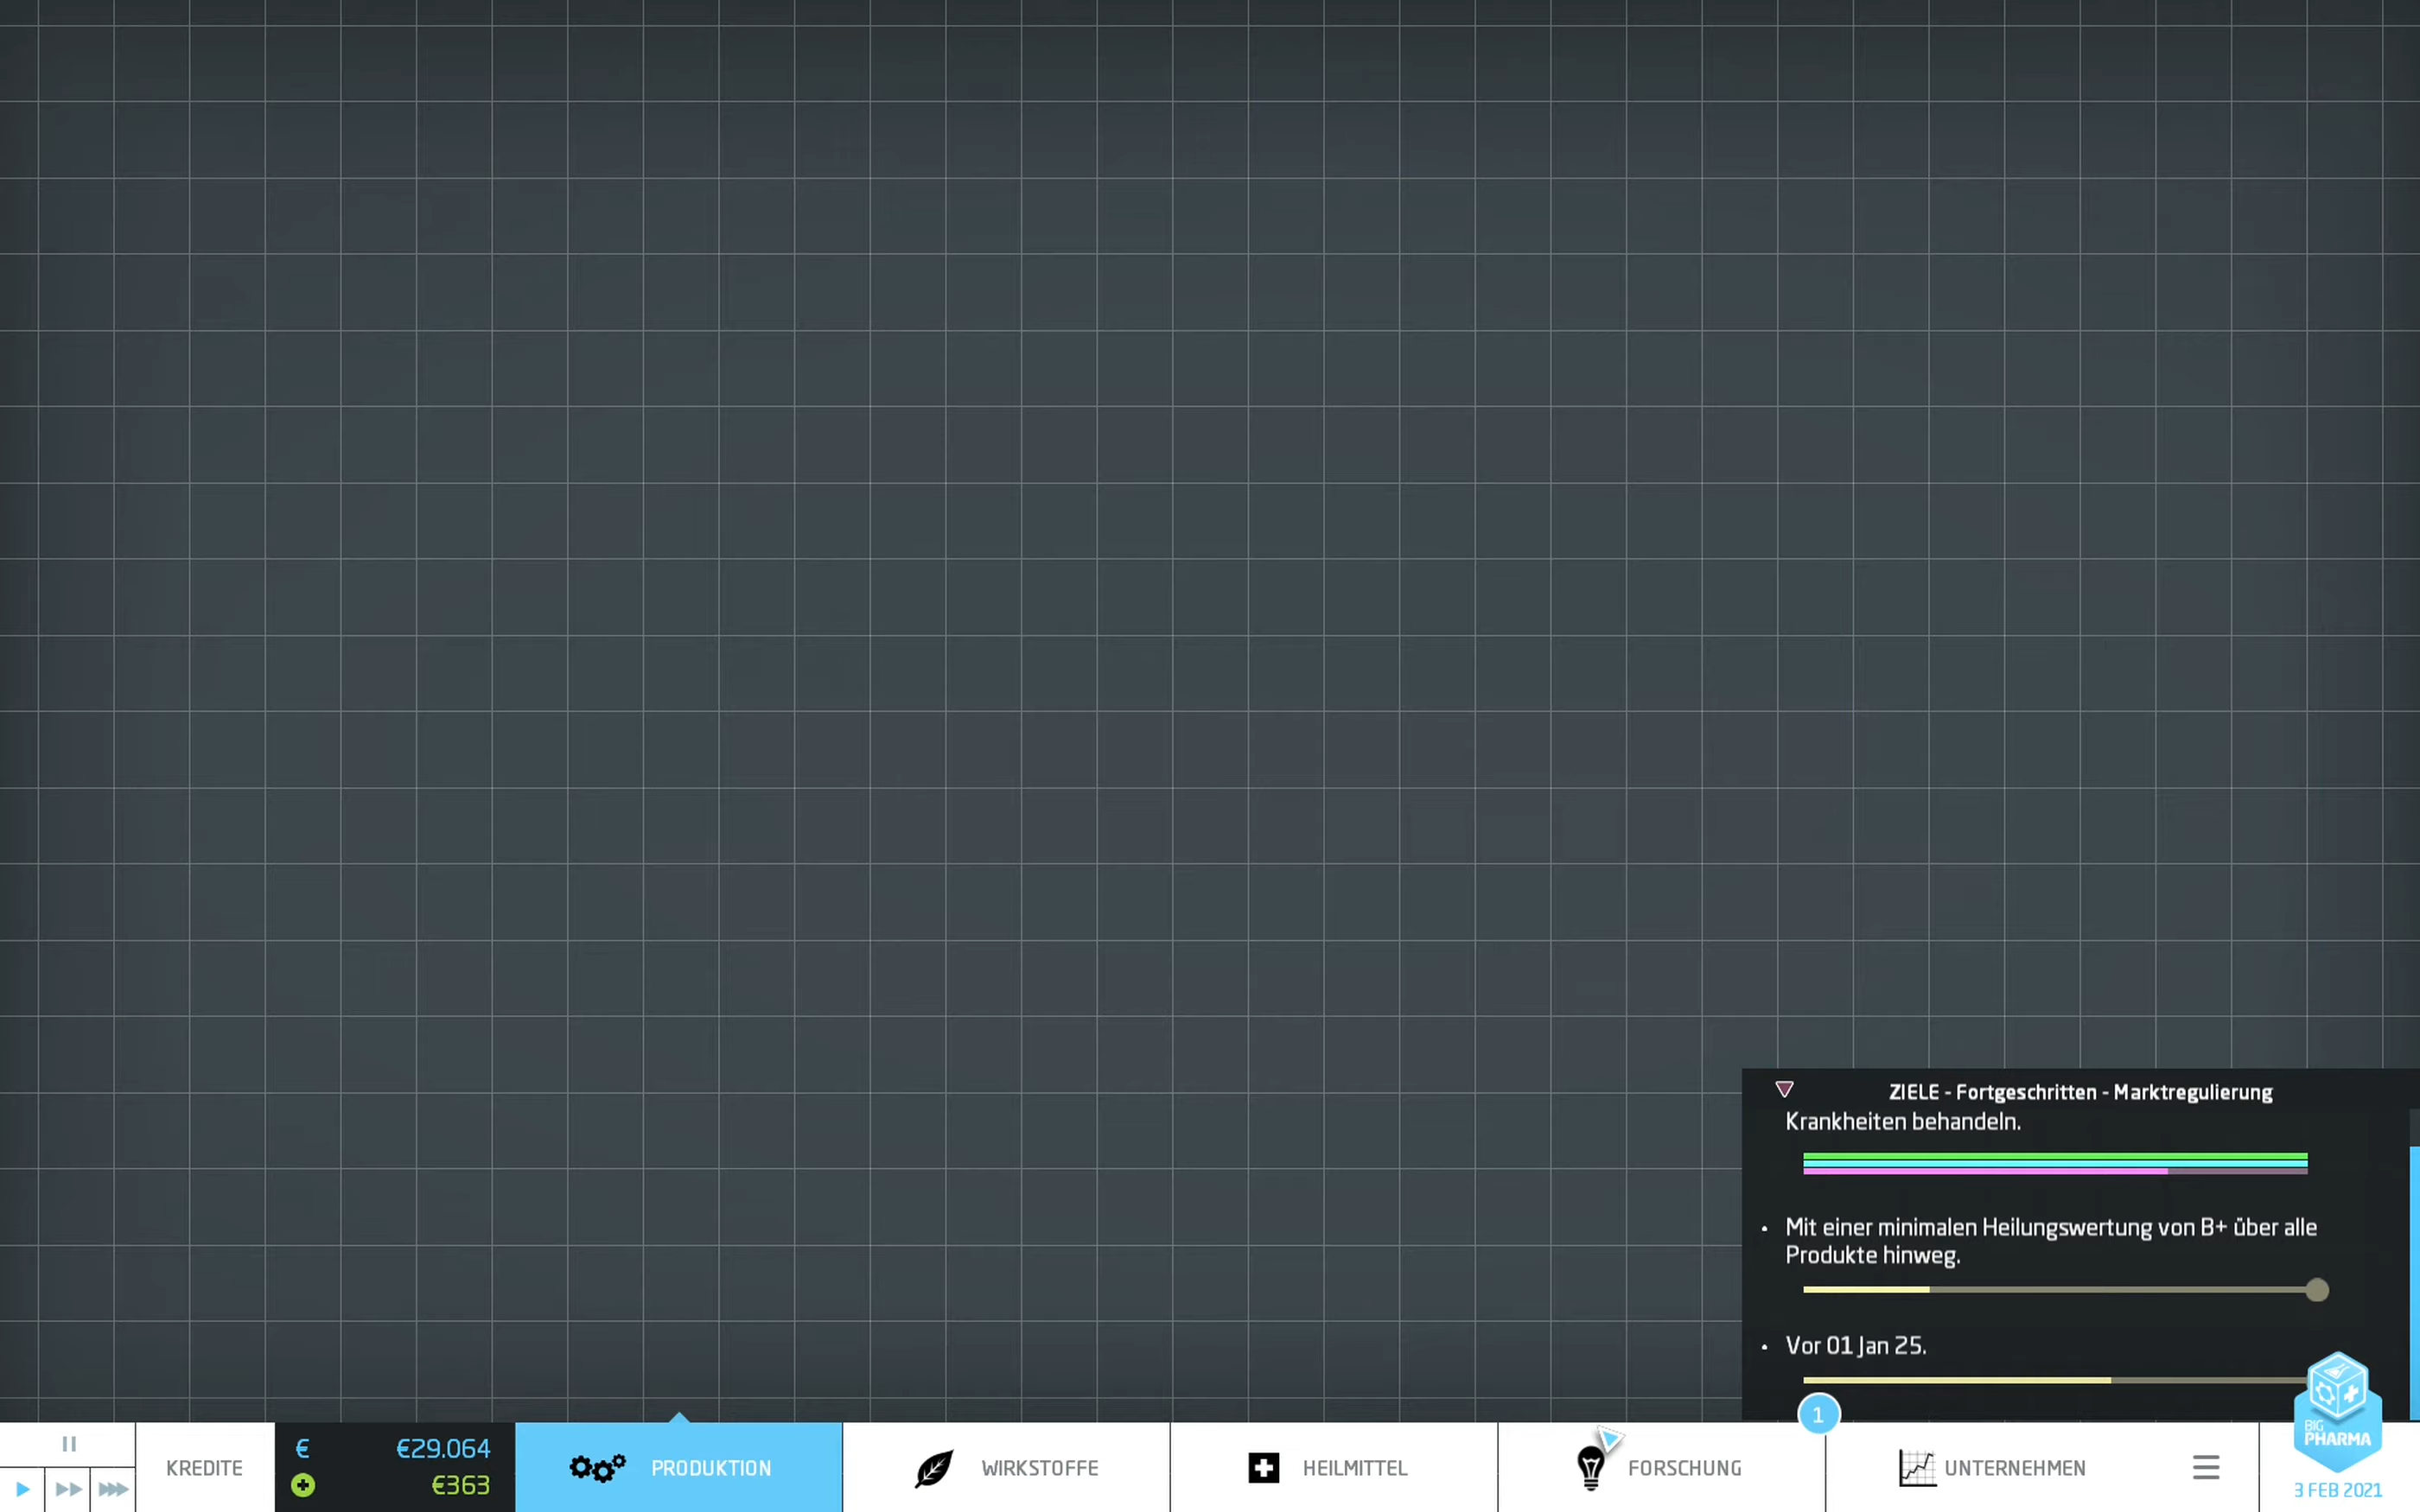 ZIELE - Fortgeschritten - Marktregulierung
Krankheiten behandeln.
• Mit einer minimalen Heilungswertung von B+ über alle
Produkte hinweg.
• Vor 01 Jan 25.
1
KREDITE
€ €29.064
€363
PRODUKTION
WIRKSTOFFE
HEILMITTEL
FORSCHUNG
UNTERNEHMEN
BIG
PHARMA
3 FEB 2021